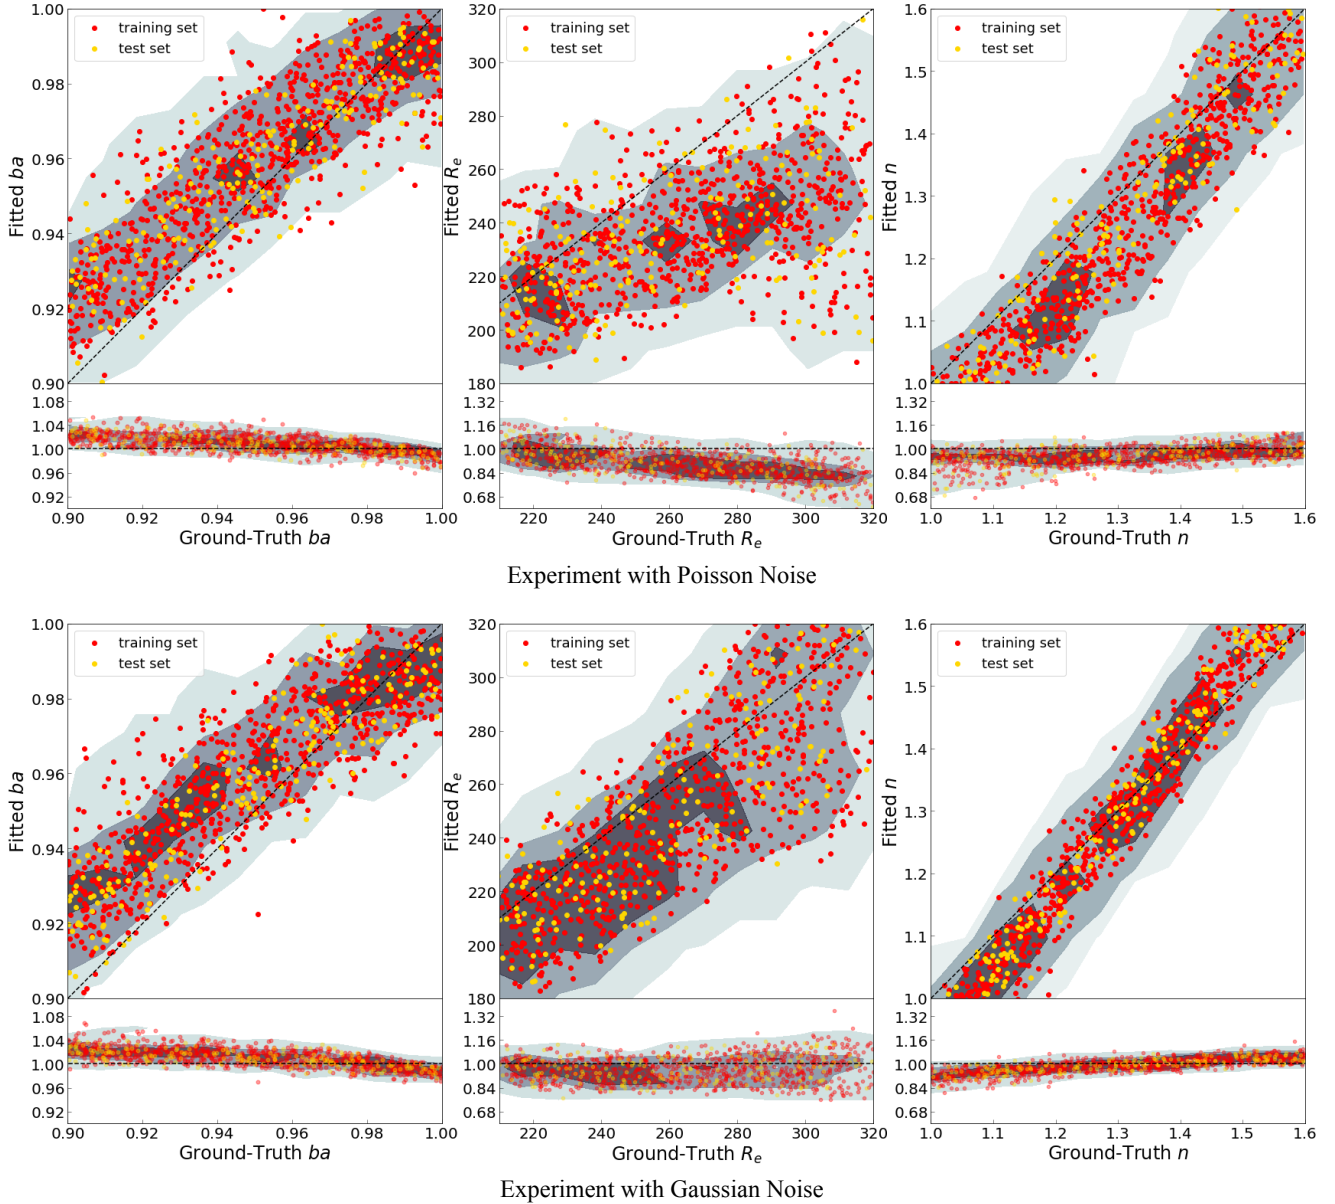 1.00
0.98
0.96
0.94
0.92
0.90
Fitted ba
training set
test set
1.08
1.04
1.00
0.96
0.92
0.90 0.92 0.94 0.96 0.98 1.00
Ground-Truth ba
320
300
280
260
240
220
200
180
Fitted Re
training set
test set
1.32
1.16
1.00
0.84
0.68
220 240 260 280 300 320
Ground-Truth Re
1.6
1.5
1.4
1.3
1.2
1.1
1.0
Fitted n
training set
test set
1.32
1.16
1.00
0.84
0.68
1.0 1.1 1.2 1.3 1.4 1.5 1.6
Ground-Truth n
Experiment with Poisson Noise
1.00
0.98
0.96
0.94
0.92
0.90
Fitted ba
training set
test set
1.08
1.04
1.00
0.96
0.92
0.90 0.92 0.94 0.96 0.98 1.00
Ground-Truth ba
320
300
280
260
240
220
200
180
Fitted Re
training set
test set
1.32
1.16
1.00
0.84
0.68
220 240 260 280 300 320
Ground-Truth Re
1.6
1.5
1.4
1.3
1.2
1.1
1.0
Fitted n
training set
test set
1.32
1.16
1.00
0.84
0.68
1.0 1.1 1.2 1.3 1.4 1.5 1.6
Ground-Truth n
Experiment with Gaussian Noise